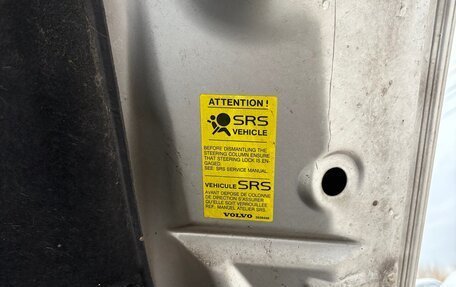 ATTENTION!
SRS
VEHICLE
BEFORE DISMANTLING THE
STEERING COLUMN ENSURE
THAT STEERING LOCK IS EN-
GAGED.
SEE: SRS SERVICE MANUAL.
VEHICULE SRS
AVANT DEPOSE DE COLONNE
DE DIRECTION S'ASSURER
QU'ELLE SOIT VERROUILLEE
REF. MANUEL ATELIER SRS.
VOLVO